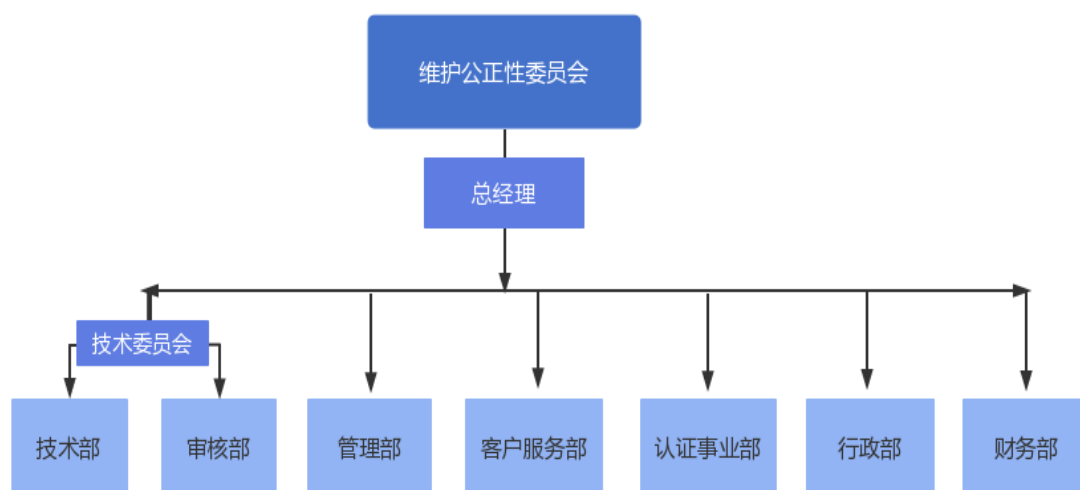 维护公正性委员会
总经理
技术委员会
技术部
审核部
管理部
客户服务部
认证事业部
行政部
财务部